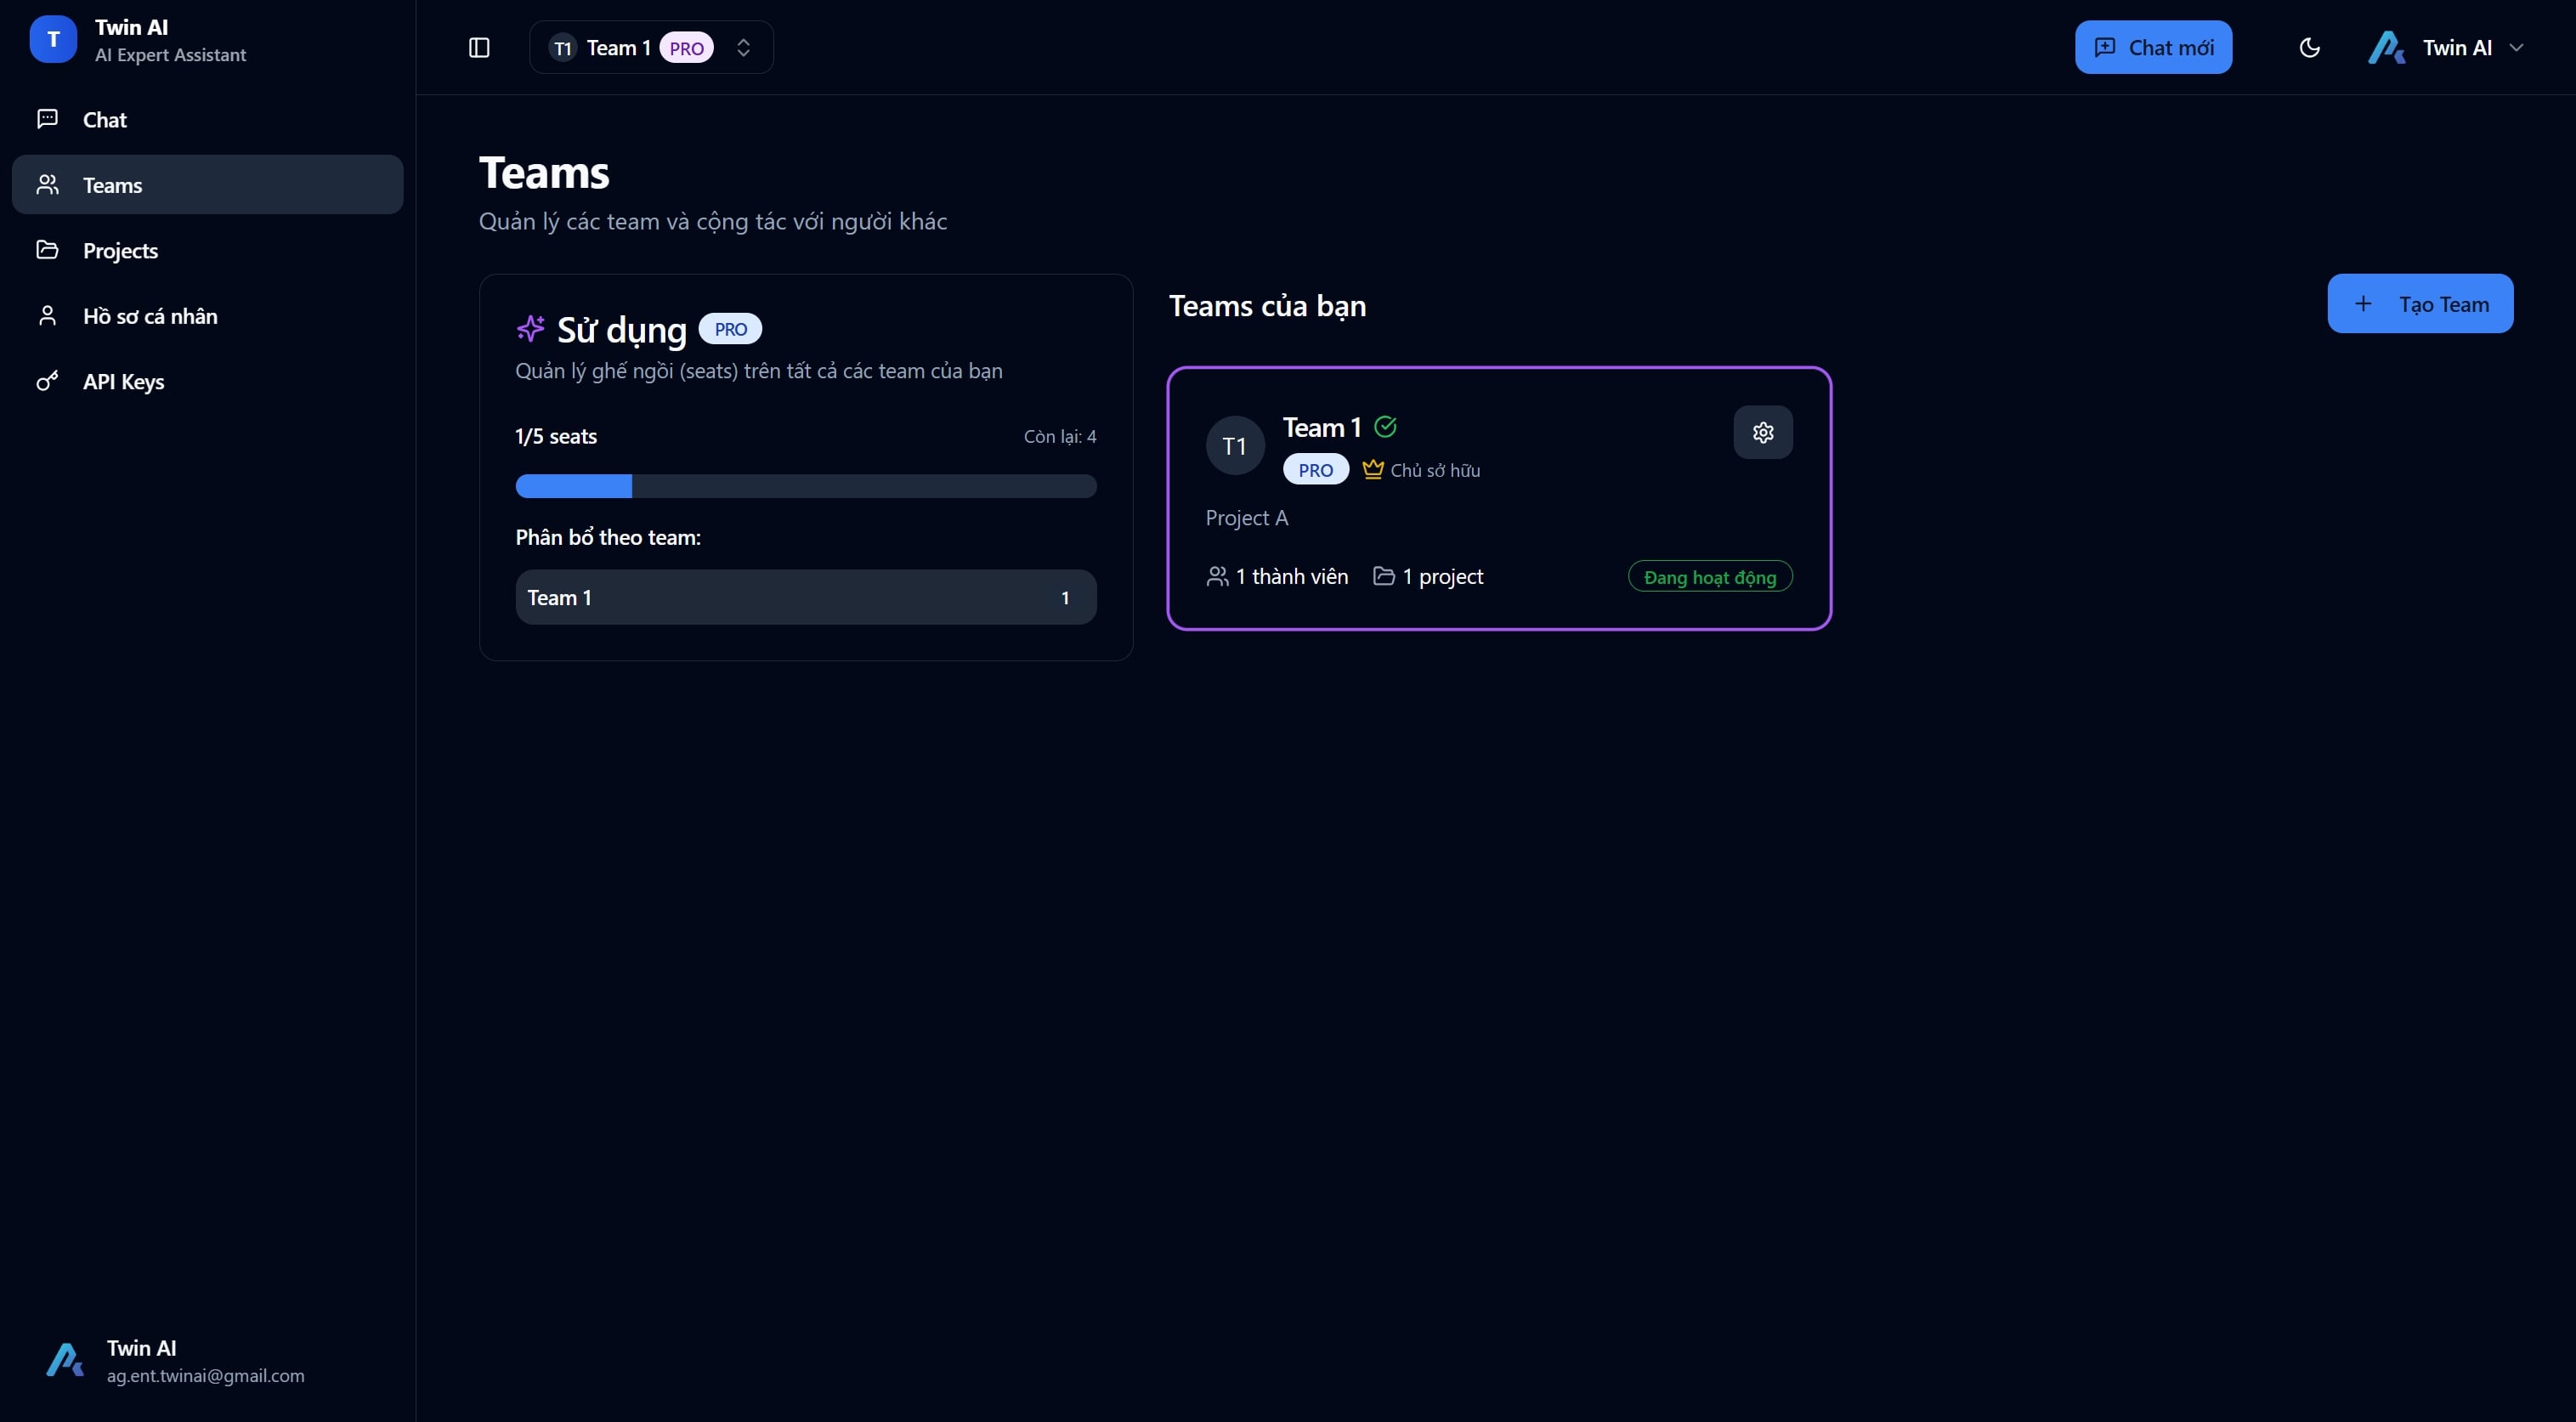 T
Twin AI
AI Expert Assistant
Chat
Teams
Projects
Hồ sơ cá nhân
API Keys
T1 Team 1 PRO
Chat mới
Twin AI
Teams
Quản lý các team và cộng tác với người khác
Sử dụng PRO
Quản lý ghế ngồi (seats) trên tất cả các team của bạn
1/5 seats
Còn lại: 4
Phân bổ theo team:
Team 1
1
Teams của bạn
Tạo Team
T1
Team 1
PRO
Chủ sở hữu
Project A
1 thành viên
1 project
Đang hoạt động
Twin AI
ag.ent.twinai@gmail.com